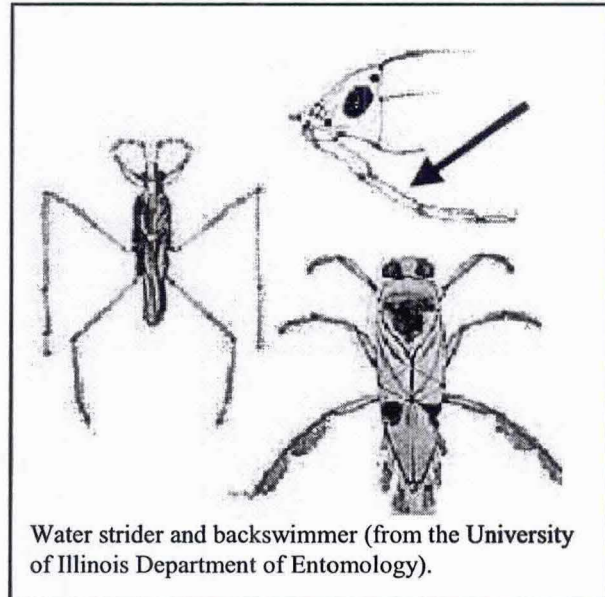 Water strider and backswimmer (from the University
of Illinois Department of Entomology).